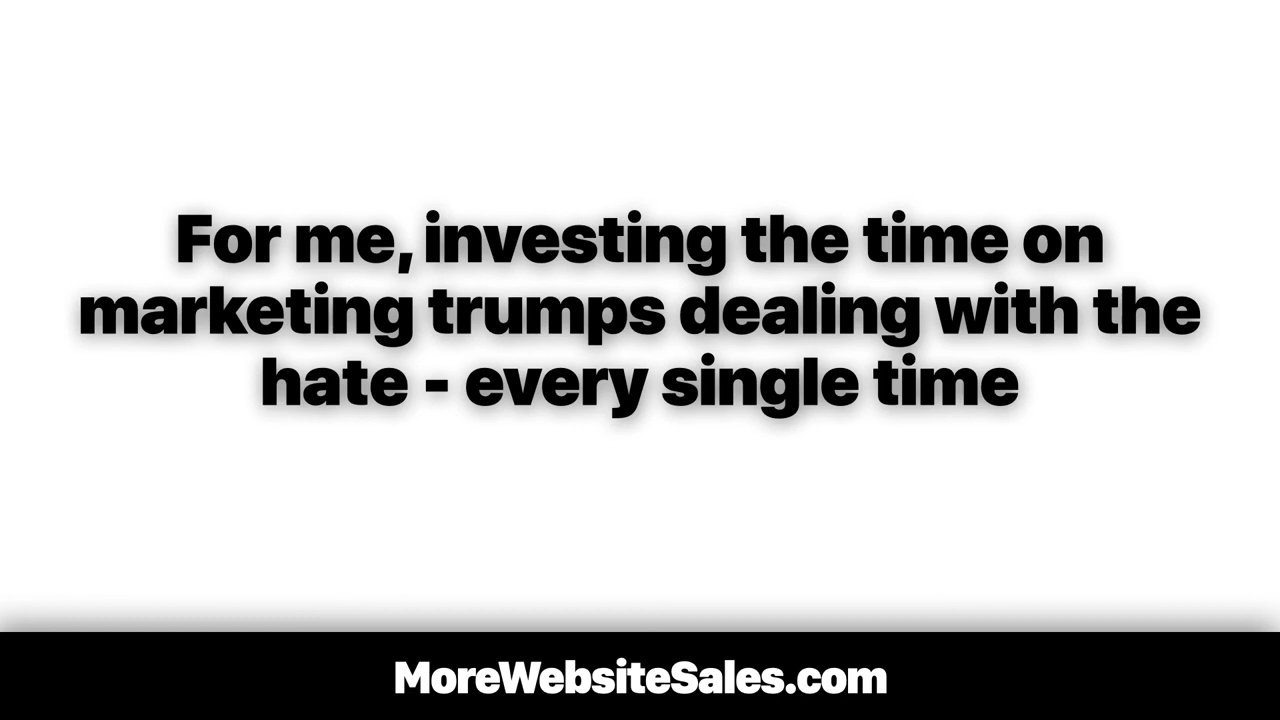 For me, investing the time on
marketing trumps dealing with the
hate - every single time
MoreWebsiteSales.com